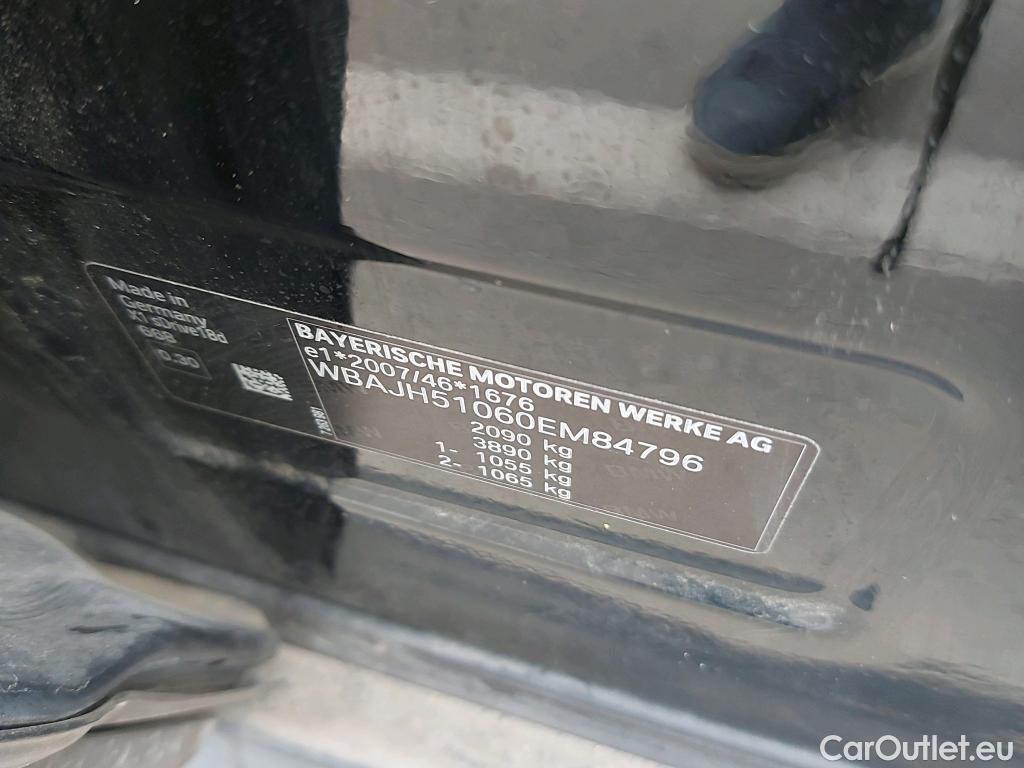 Made in
Germany
X1 sDrive18d
668
0.30
BAYERISCHE MOTOREN WERKE AG
e1*2007/46*1676
WBAJH51060EM84796
2090 kg
3890 kg
1- 1055 kg
2- 1065 kg
CarOutlet.eu